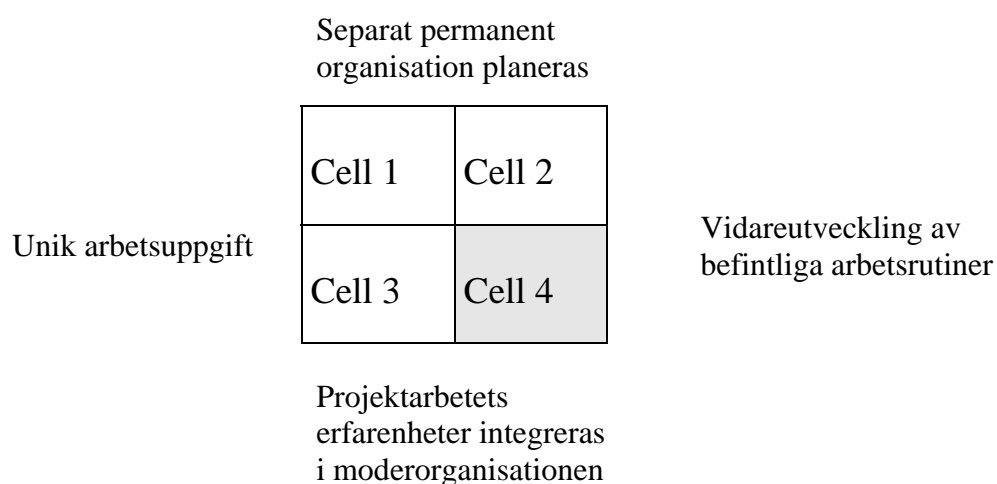 Separat permanent
organisation planeras
Cell 1 Cell 2
Unik arbetsuppgift
Vidareutveckling av
befintliga arbetsrutiner
Cell 3 Cell 4
Projektarbetets
erfarenheter integreras
i moderorganisationen